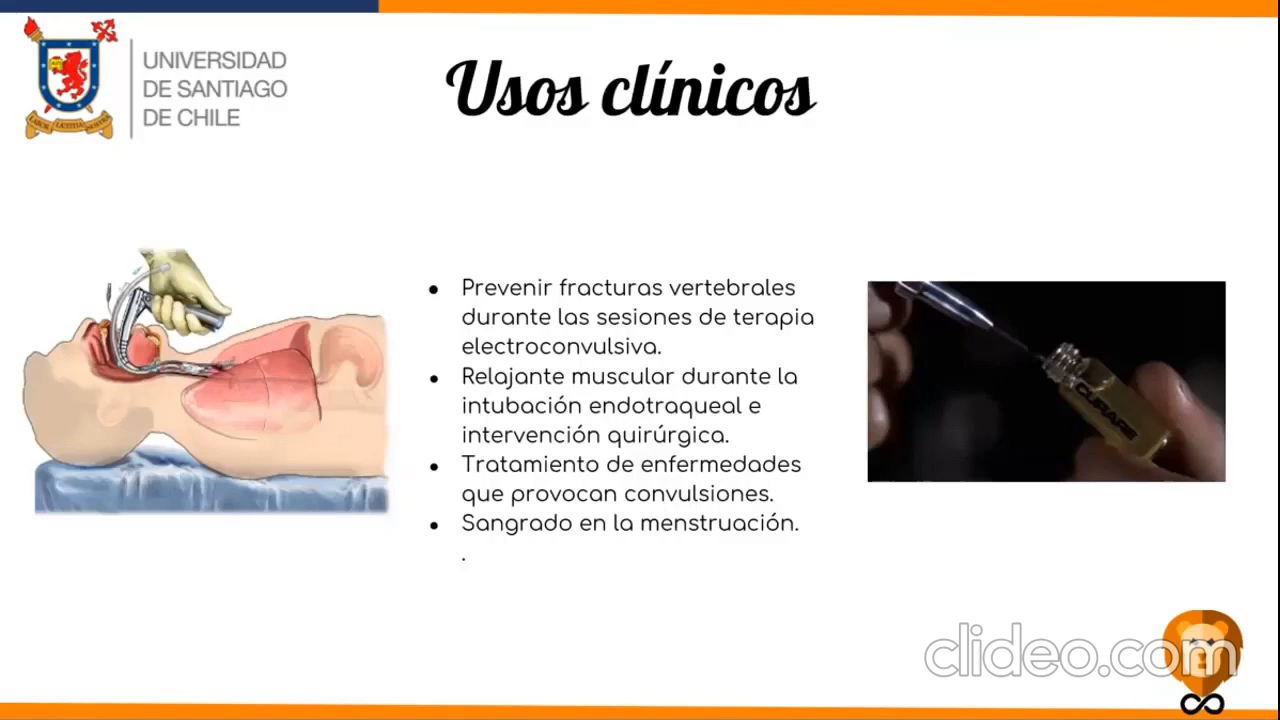 UNIVERSIDAD
DE SANTIAGO
DE CHILE
Usos clínicos
● Prevenir fracturas vertebrales
durante las sesiones de terapia
electroconvulsiva.
● Relajante muscular durante la
intubación endotraqueal e
intervención quirúrgica.
● Tratamiento de enfermedades
que provocan convulsiones.
● Sangrado en la menstruación.
.
CURARE
clideo.com